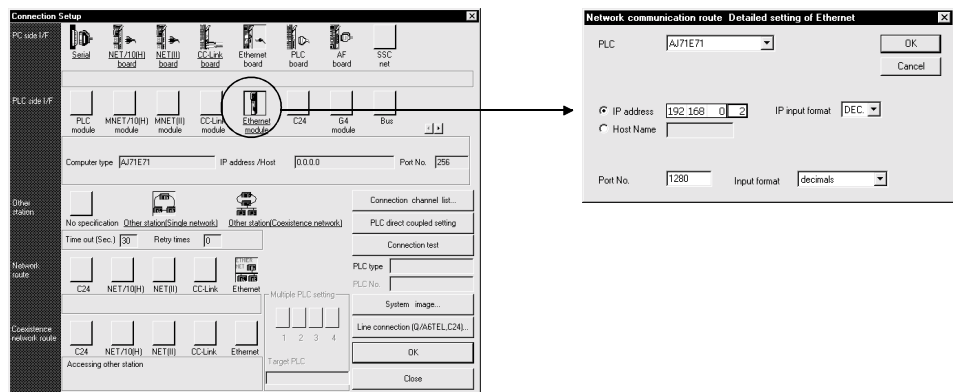 Connection Setup
PC side I/F
Serial NET/10(H) board NET(II) board CC-Link board Ethernet board PLC board AF board SSC net
PLC side I/F
PLC module MNET/10(H) module MNET(II) module CC-Link module Ethernet module C24 G4 module Bus
Computer type AJ71E71 IP address /Host 0.0.0.0 Port No. 256
Other station
No specification Other station(Single network) Other station(Coexistence network)
Time out (Sec.) 30 Retry times 0
Connection channel list...
PLC direct coupled setting
Connection test
Network route
C24 NET/10(H) NET(II) CC-Link Ethernet
PLC type
PLC No.
Multiple PLC setting
1 2 3 4
Target PLC
System image...
Line connection (Q/A6TEL,C24)...
OK
Close
Coexistence network route
C24 NET/10(H) NET(II) CC-Link Ethernet
Accessing other station
Network communication route Detailed setting of Ethernet
PLC AJ71E71 OK
Cancel
IP address 192 168 0 2 IP input format DEC.
Host Name
Port No. 1280 Input format decimals